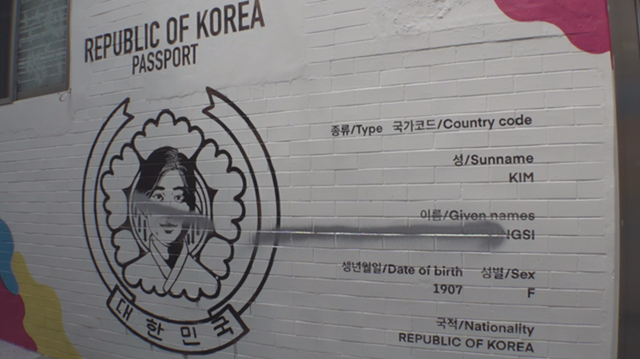 REPUBLIC OF KOREA
PASSPORT
대한민국
종류/Type 국가코드/Country code
성/Sunname
KIM
이름/Given names
생년월일/Date of birth 성별/Sex
1907 F
국적/Nationality
REPUBLIC OF KOREA